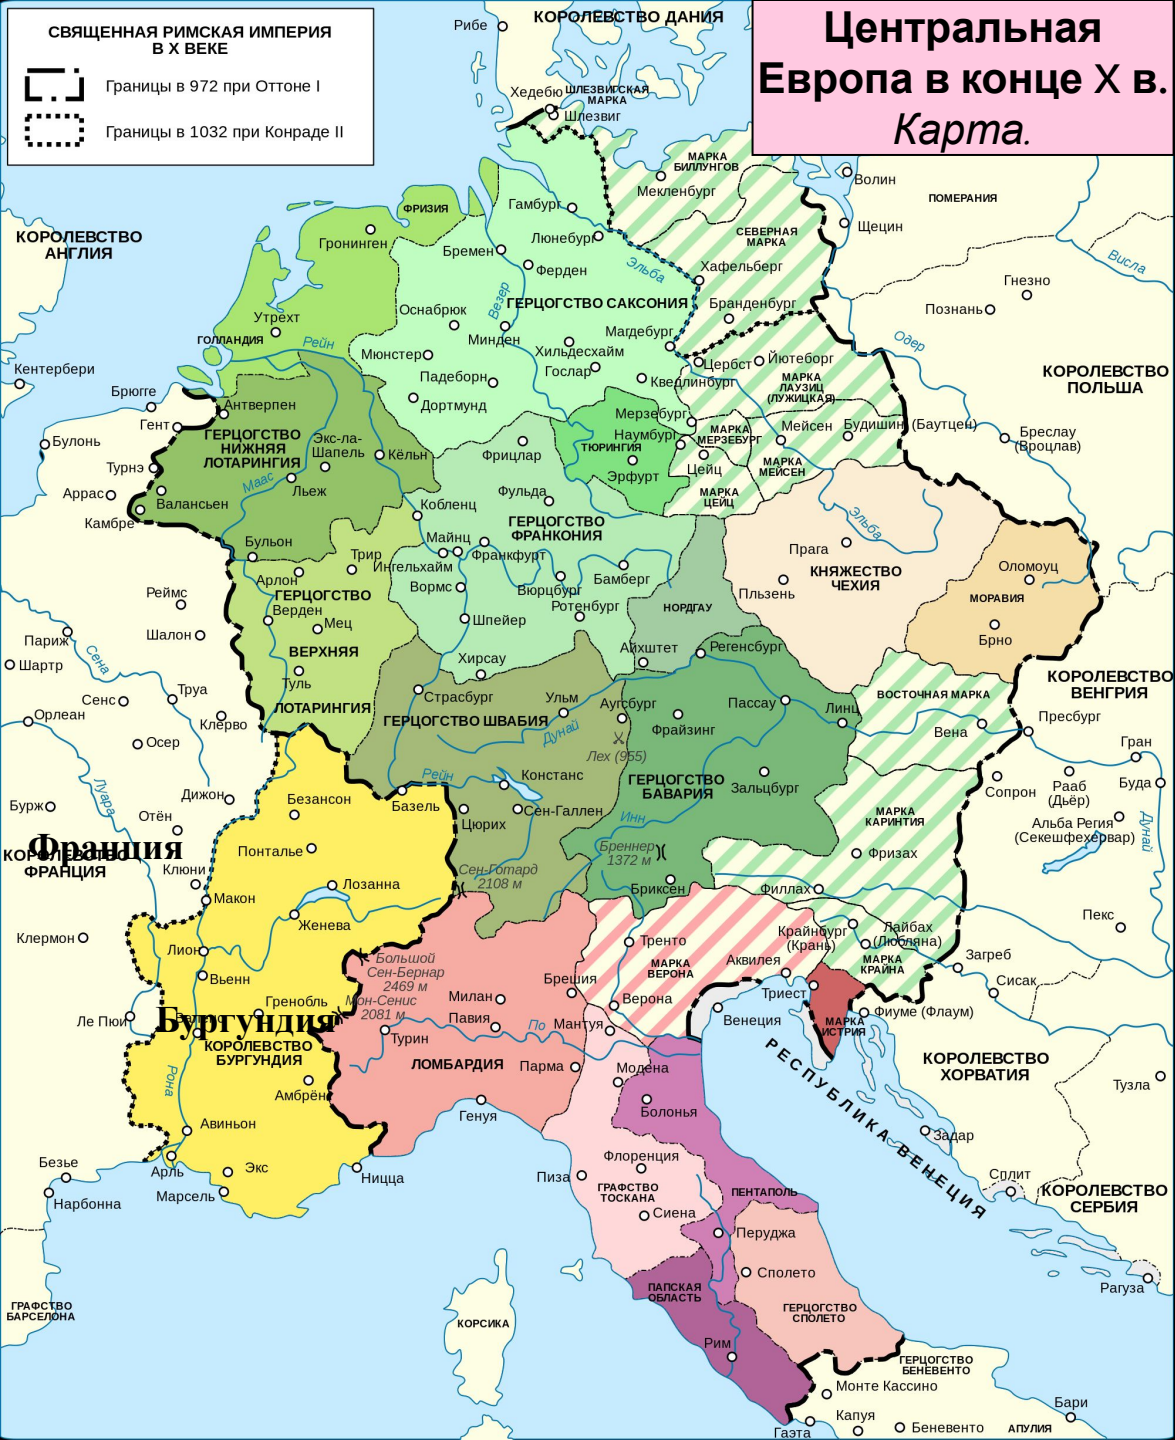 СВЯЩЕННАЯ РИМСКАЯ ИМПЕРИЯ
В X ВЕКЕ
Границы в 972 при Оттоне I
Границы в 1032 при Конраде II
Центральная
Европа в конце X в.
Карта.
КОРОЛЕВСТВО ДАНИЯ
Рибе
Хедебю
ШЛЕЗВИГСКАЯ
МАРКА
Шлезвиг
МАРКА
БИЛЛУНГОВ
Мекленбург
Волин
ПОМЕРАНИЯ
Щецин
КОРОЛЕВСТВО
АНГЛИЯ
ФРИЗИЯ
Гронинген
Гамбург
Люнебург
Бремен
Ферден
Эльба
СЕВЕРНАЯ
МАРКА
Хафельберг
Бранденбург
Висла
Гнезно
Познань
Одер
КОРОЛЕВСТВО
ПОЛЬША
Везер
ГЕРЦОГСТВО САКСОНИЯ
Оснабрюк
Минден
Магдебург
Утрехт
ГОЛЛАНДИЯ
Рейн
Мюнстер
Хильдесхайм
Гослар
Падеборн
Кведлинбург
Дортмунд
Цербст
Йютеборг
МАРКА
ЛАУЗИЦ
(ЛУЖИЦКАЯ)
Кентербери
Брюгге
Гент
Антверпен
Булонь
ГЕРЦОГСТВО
НИЖНЯЯ
ЛОТАРИНГИЯ
Экс-ла-
Шапель
Кёльн
Турнэ
Маас
Льеж
Аррас
Валансьен
Камбре
Мерзебург
Наумбург
ТЮРИНГИЯ
Эрфурт
Фрицлар
МАРКА
МЕРЗЕБУРГ
Мейсен
Будишин (Баутцен)
Цейц
МАРКА
МЕЙСЕН
МАРКА
ЦЕЙЦ
Бреслау
(Вроцлав)
Фульда
Кобленц
ГЕРЦОГСТВО
ФРАНКОНИЯ
Майнц
Франкфурт
Ингельхайм
Вормс
Бамберг
Вюрцбург
Ротенбург
Шпейер
Бульон
Трир
Арлон
ГЕРЦОГСТВО
Верден
Мец
ВЕРХНЯЯ
Туль
ЛОТАРИНГИЯ
Эльба
Прага
КНЯЖЕСТВО
ЧЕХИЯ
Пльзень
НОРДГАУ
Оломоуц
МОРАВИЯ
Брно
Реймс
Шалон
Париж
Сена
Шартр
Сенс
Труа
Орлеан
Клерво
Осер
Луара
Дижон
Бурж
Отён
Айхштет
Регенсбург
Хирсау
Страсбург
Ульм
Аугсбург
ГЕРЦОГСТВО ШВАБИЯ
Дунай
Лех (955)
Фрайзинг
Пассау
Линц
ВОСТОЧНАЯ МАРКА
Вена
КОРОЛЕВСТВО
ВЕНГРИЯ
Пресбург
Гран
Рейн
Констанс
Базель
Сен-Галлен
Цюрих
ГЕРЦОГСТВО
БАВАРИЯ
Зальцбург
Инн
МАРКА
КАРИНТИЯ
Сопрон
Рааб
(Дьёр)
Буда
Альба Регия
(Секешфехервар)
Дунай
Безансон
Понталье
Франция
КОРОЛЕВСТВО
ФРАНЦИЯ
Клюни
Макон
Лозанна
Женева
Сен-Готард
2108 м
Бреннер
1372 м
Бриксен
Фризах
Филлах
Клермон
Лион
Вьенн
Большой
Сен-Бернар
2469 м
Мон-Сенис
2081 м
Гренобль
Ле Пюи
Бургундия
КОРОЛЕВСТВО
БУРГУНДИЯ
Рона
Амбрён
Авиньон
Милан
Павия
Турин
По
ЛОМБАРДИЯ
Брешия
Мантуя
Парма
Генуя
Тренто
МАРКА
ВЕРОНА
Верона
Крайнбург
(Крань)
Аквилея
Лайбах
(Любляна)
МАРКА
КРАЙНА
Триест
Венеция
МАРКА
ИСТРИЯ
Фиуме (Флаум)
Загреб
Сисак
Пекс
КОРОЛЕВСТВО
ХОРВАТИЯ
РЕСПУБЛИКА ВЕНЕЦИЯ
Тузла
Модена
Болонья
Задар
Сплит
КОРОЛЕВСТВО
СЕРБИЯ
Рагуза
Безье
Нарбонна
Арль
Экс
Марсель
Ницца
Пиза
Флоренция
ГРАФСТВО
ТОСКАНА
Сиена
ПЕНТАПОЛЬ
Перуджа
Сполето
ПАПСКАЯ
ОБЛАСТЬ
ГЕРЦОГСТВО
СПОЛЕТО
Рим
ГРАФСТВО
БАРСЕЛОНА
КОРСИКА
ГЕРЦОГСТВО
БЕНЕВЕНТО
Монте Кассино
Гаэта
Капуя
Беневенто
АПУЛИЯ
Бари